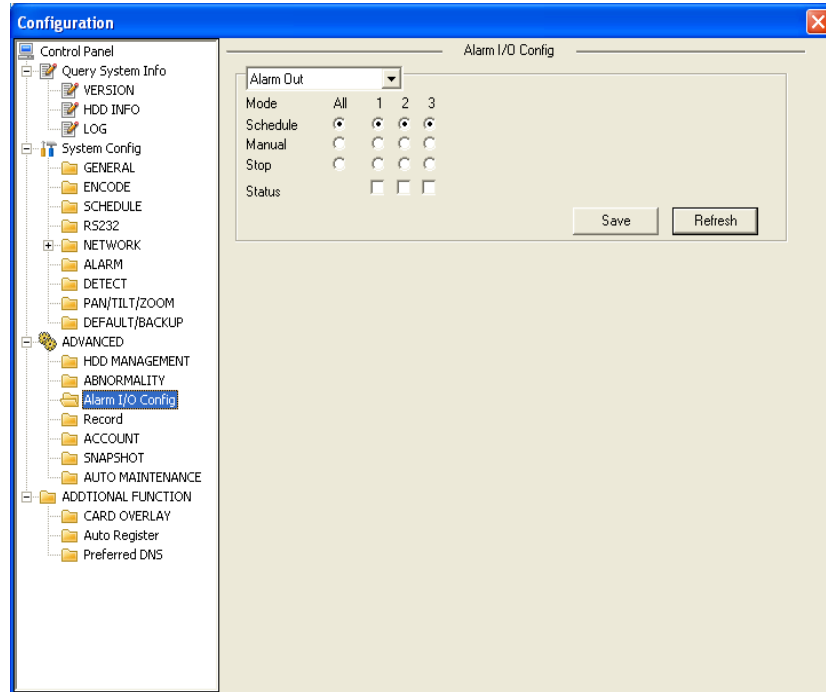 Configuration
Control Panel
Query System Info
VERSION
HDD INFO
LOG
System Config
GENERAL
ENCODE
SCHEDULE
RS232
NETWORK
ALARM
DETECT
PAN/TILT/ZOOM
DEFAULT/BACKUP
ADVANCED
HDD MANAGEMENT
ABNORMALITY
Alarm I/O Config
Record
ACCOUNT
SNAPSHOT
AUTO MAINTENANCE
ADDTIONAL FUNCTION
CARD OVERLAY
Auto Register
Preferred DNS
Alarm I/O Config
Alarm Out
Mode All 1 2 3
Schedule
Manual
Stop
Status
Save Refresh